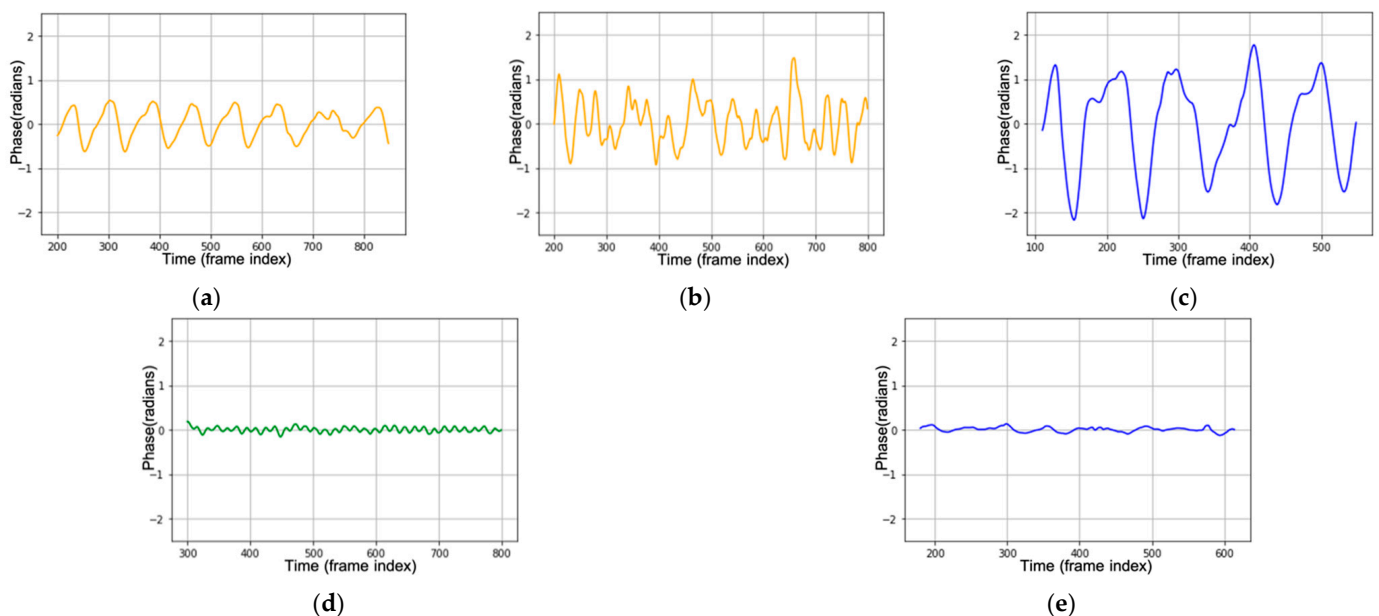 Phase(radians)
2
1
0
−1
−2
200 300 400 500 600 700 800
Time (frame index)
(a)
Phase(radians)
2
1
0
−1
−2
200 300 400 500 600 700 800
Time (frame index)
(b)
Phase(radians)
2
1
0
−1
−2
100 200 300 400 500
Time (frame index)
(c)
Phase(radians)
2
1
0
−1
−2
300 400 500 600 700 800
Time (frame index)
(d)
Phase(radians)
2
1
0
−1
−2
200 300 400 500 600
Time (frame index)
(e)